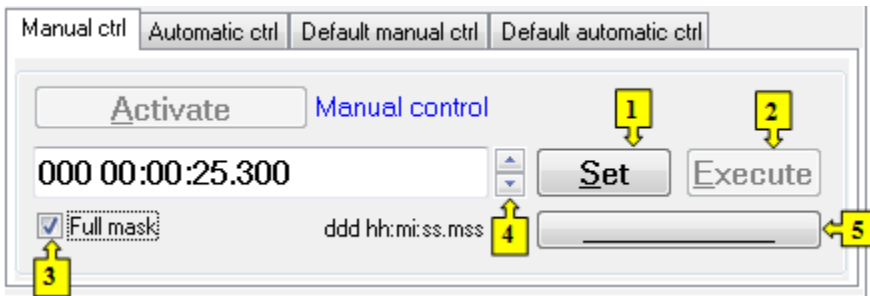 Manual ctrl Automatic ctrl Default manual ctrl Default automatic ctrl
Activate Manual control 1 2
000 00:00:25.300 Set Execute
Full mask ddd hh:mi:ss.mss 4 5
3